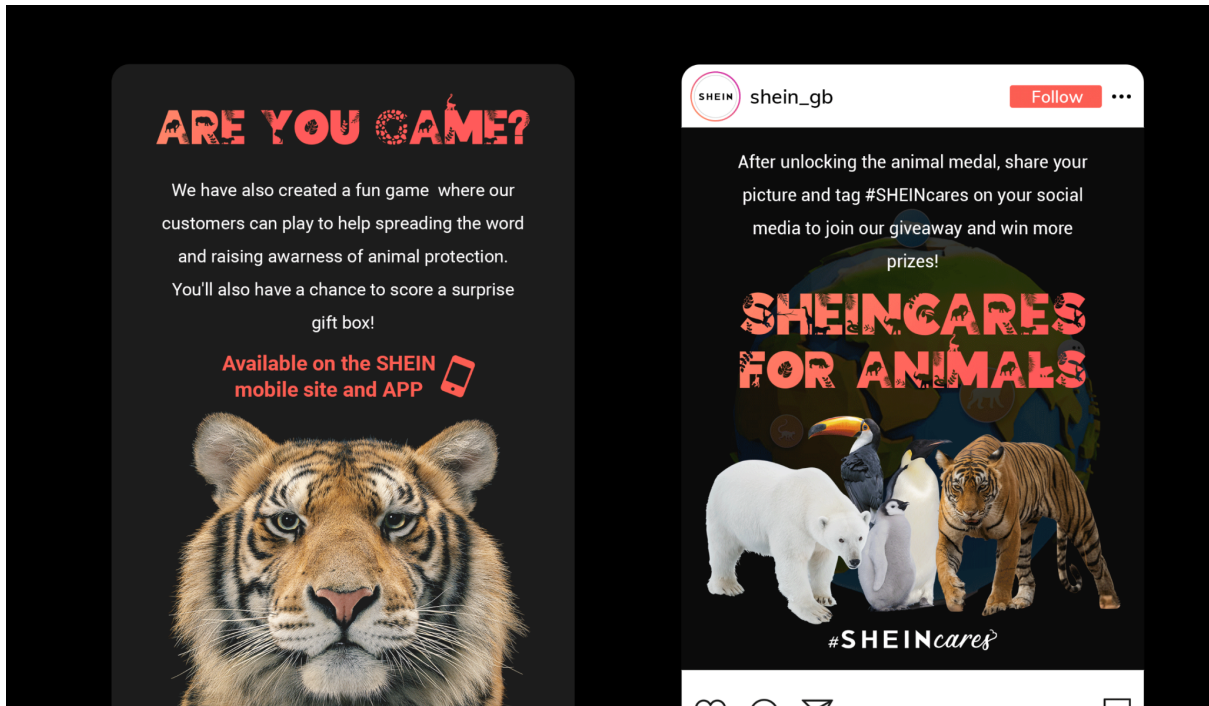 ARE YOU GAME?
We have also created a fun game where our
customers can play to help spreading the word
and raising awarness of animal protection.
You'll also have a chance to score a surprise
gift box!
Available on the SHEIN
mobile site and APP
SHEIN
shein_gb
Follow
After unlocking the animal medal, share your
picture and tag #SHEINcares on your social
media to join our giveaway and win more
prizes!
SHEINCARES
FOR ANIMALS
#SHEINcares